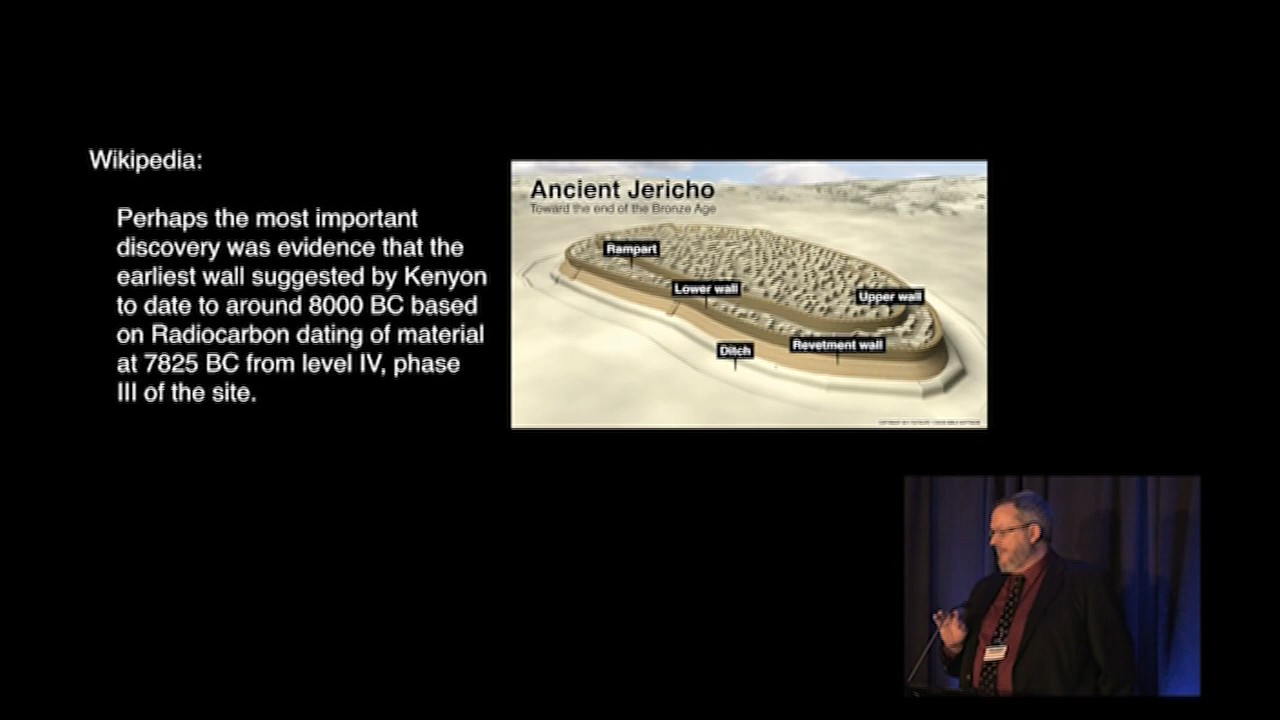 Wikipedia:
Perhaps the most important
discovery was evidence that the
earliest wall suggested by Kenyon
to date to around 8000 BC based
on Radiocarbon dating of material
at 7825 BC from level IV, phase
III of the site.
Ancient Jericho
Toward the end of the Bronze Age
Rampart
Lower wall
Upper wall
Ditch
Revetment wall